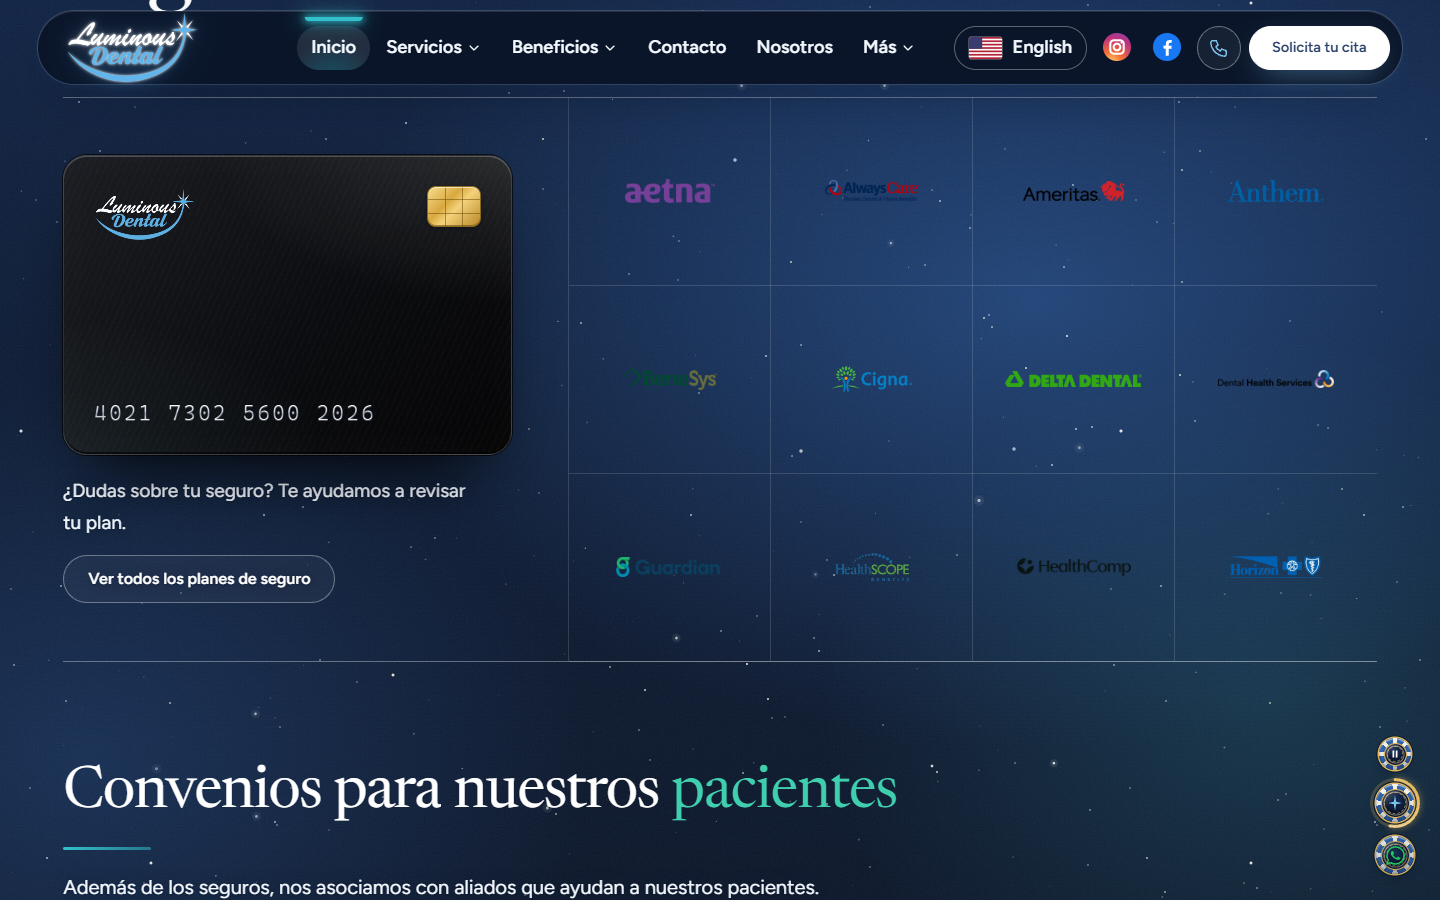 Luminous
Dental
Inicio
Servicios
Beneficios
Contacto
Nosotros
Más
English
Solicita tu cita
Luminous
Dental
4021 7302 5600 2026
¿Dudas sobre tu seguro? Te ayudamos a revisar
tu plan.
Ver todos los planes de seguro
aetna
AlwaysCare
Ameritas
Anthem
BeneSys
Cigna
DELTA DENTAL
Dental Health Services
Guardian
HealthSCOPE
BENEFITS
HealthComp
Horizon
Convenios para nuestros pacientes
Además de los seguros, nos asociamos con aliados que ayudan a nuestros pacientes.